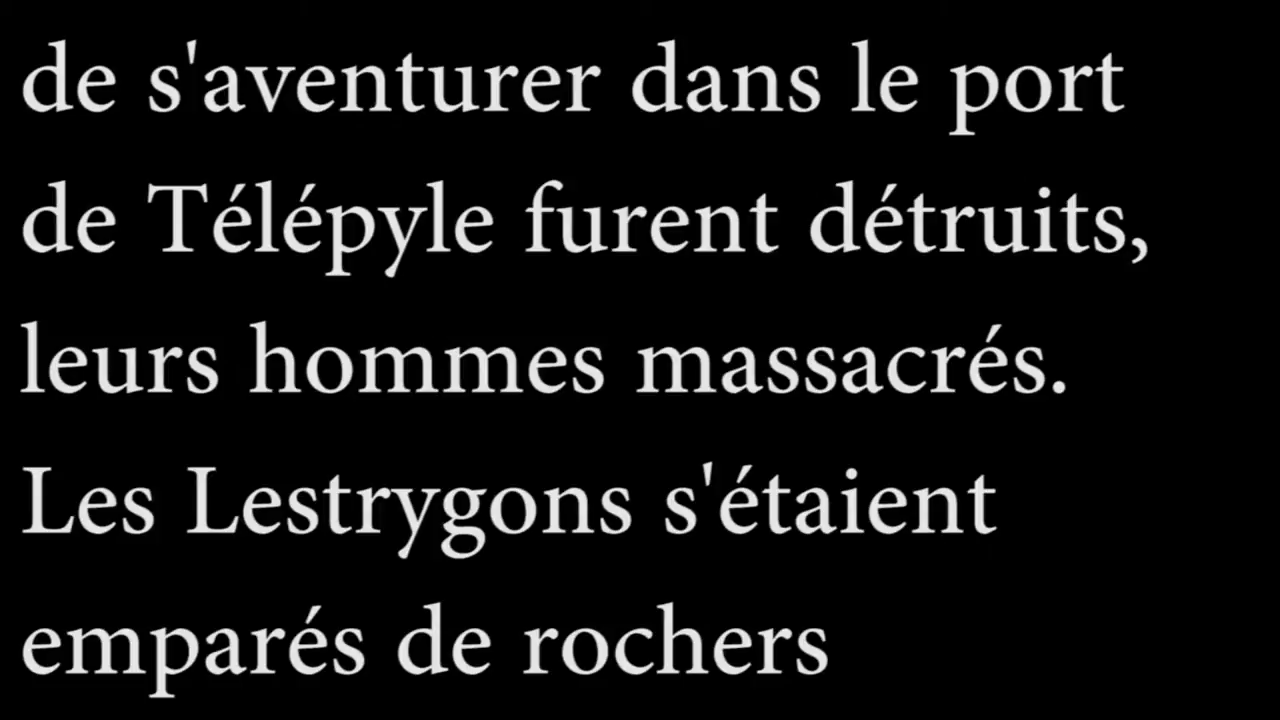 de s'aventurer dans le port
de Télépyle furent détruits,
leurs hommes massacrés.
Les Lestrygons s'étaient
emparés de rochers